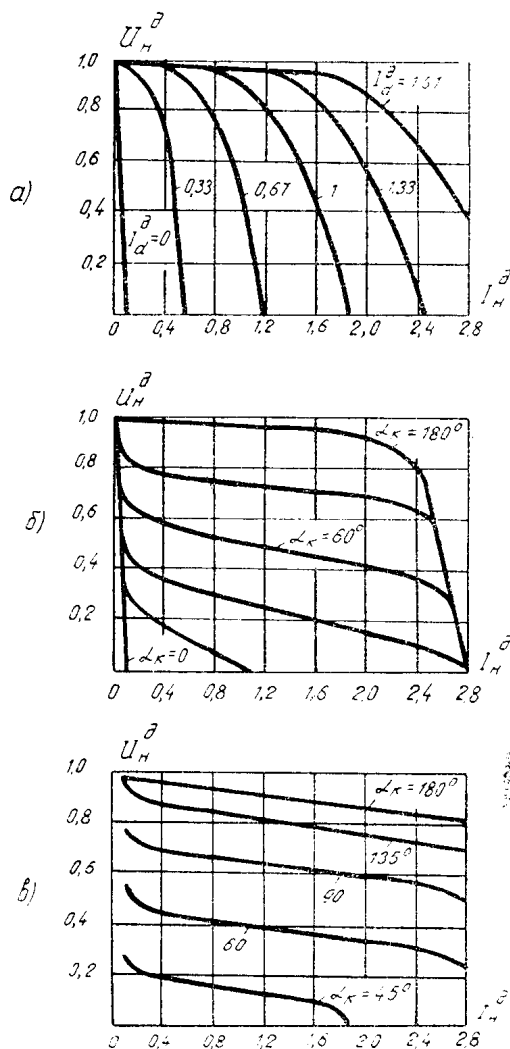 U_н^∂
1,0
0,8
0,6
0,4
0,2
а)
I_d^∂=0
0,33
0,67
1
1,33
I_d^∂=1,61
I_н^∂
0 0,4 0,8 1,2 1,6 2,0 2,4 2,8
U_н^∂
1,0
0,8
0,6
0,4
0,2
б)
α_к=180°
α_к=60°
α_к=0
I_н^∂
0 0,4 0,8 1,2 1,6 2,0 2,4 2,8
U_н^∂
1,0
0,8
0,6
0,4
0,2
в)
α_к=180°
135°
90
60
α_к=45°
I_н^∂
0 0,4 0,8 1,2 1,6 2,0 2,4 2,8